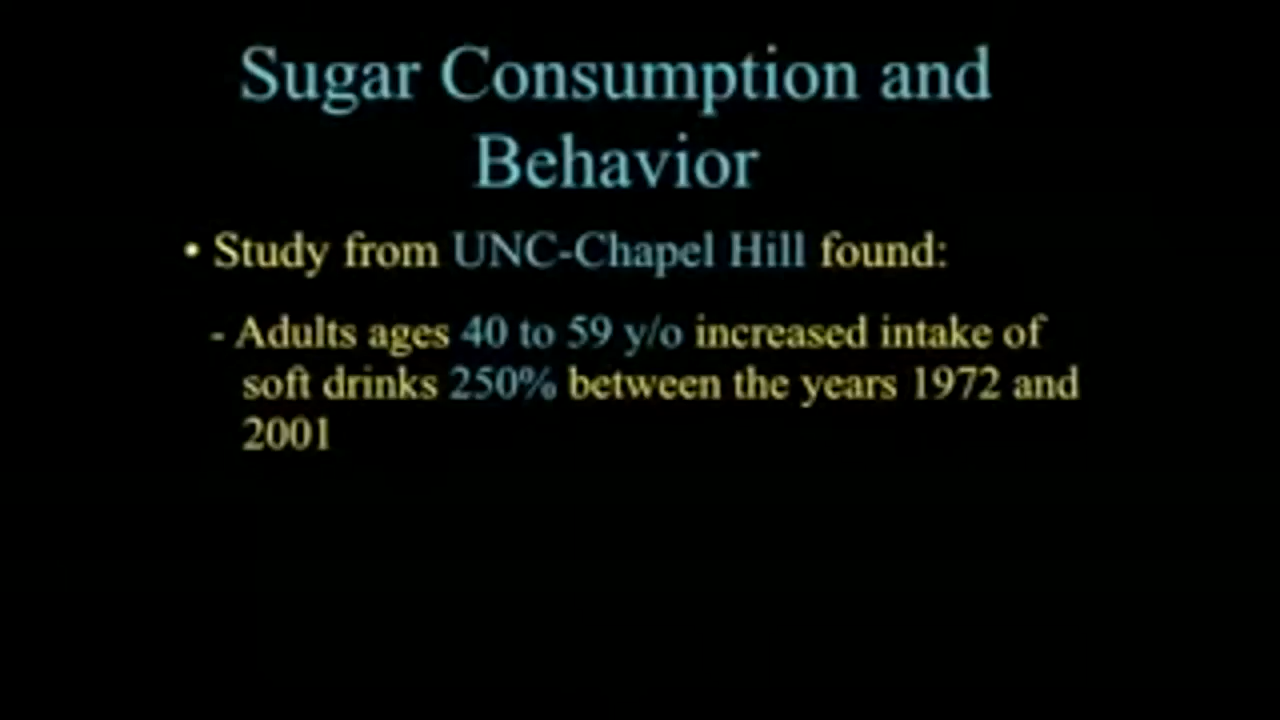 Sugar Consumption and
Behavior
• Study from UNC-Chapel Hill found:
- Adults ages 40 to 59 y/o increased intake of
soft drinks 250% between the years 1972 and
2001